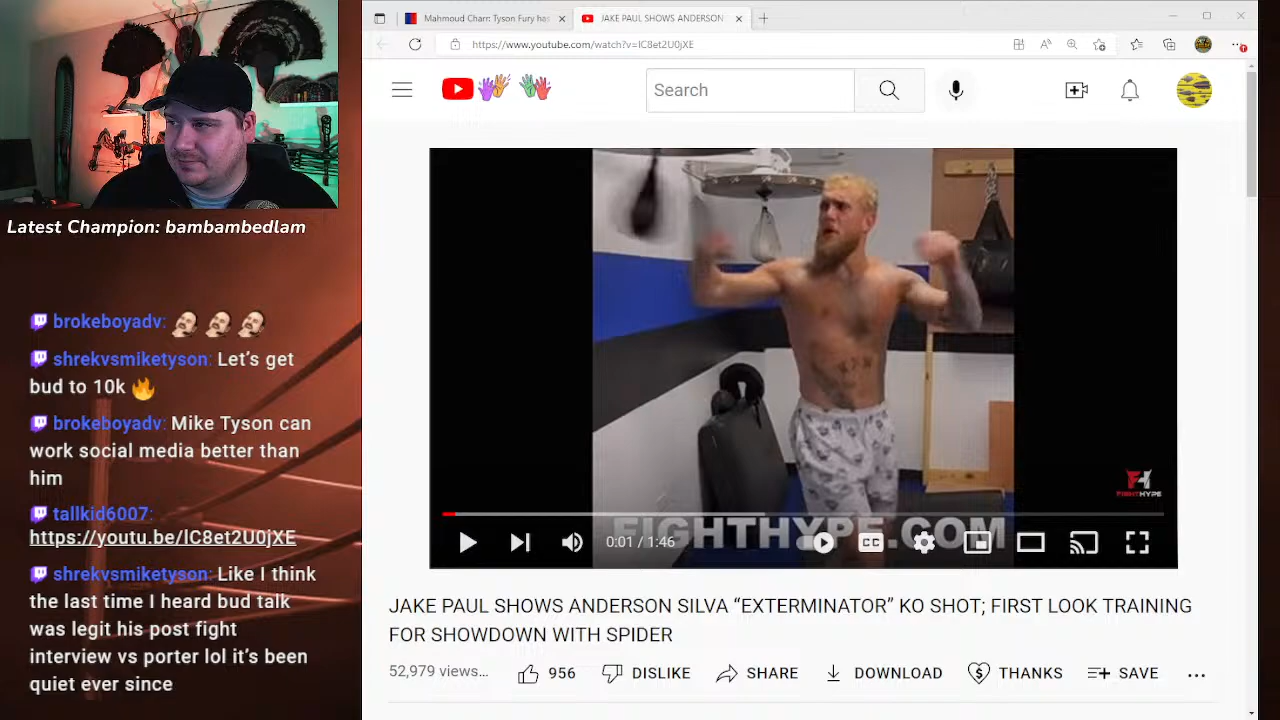 Latest Champion: bambambedlam
brokeboyadv:
shrekvsmiketyson: Let's get
bud to 10k
brokeboyadv: Mike Tyson can
work social media better than
him
tallkid6007:
https://youtu.be/lC8et2U0jXE
shrekvsmiketyson: Like I think
the last time I heard bud talk
was legit his post fight
interview vs porter lol it's been
quiet ever since
Mahmoud Charr: Tyson Fury has
JAKE PAUL SHOWS ANDERSON
https://www.youtube.com/watch?v=lC8et2U0jXE
Search
FIGHTHYPE
FIGHTHYPE.COM
0:01 / 1:46
CC
JAKE PAUL SHOWS ANDERSON SILVA “EXTERMINATOR” KO SHOT; FIRST LOOK TRAINING
FOR SHOWDOWN WITH SPIDER
52,979 views...
956
DISLIKE
SHARE
DOWNLOAD
THANKS
SAVE